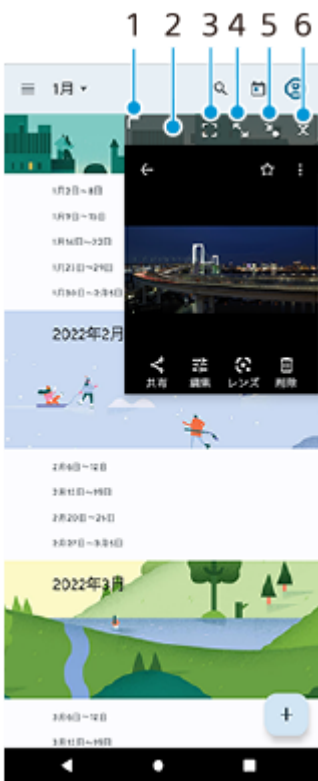 1 2 3 4 5 6
1月
1月2日~8日
1月9日~15日
1月16日~22日
1月23日~29日
1月30日~2月5日
共有 編集 レンズ 削除
2022年2月
2月6日~12日
2月13日~19日
2月20日~26日
2月27日~3月5日
2022年3月
3月6日~12日
3月13日~19日